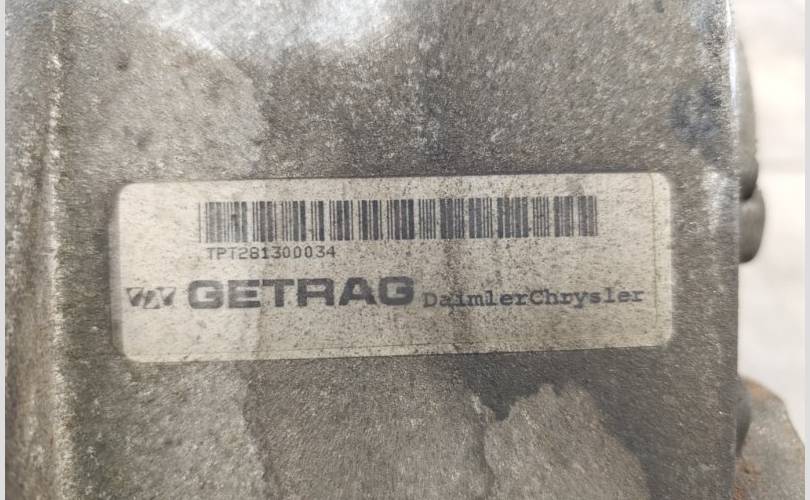 TPT281300034
GETRAG DaimlerChrysler